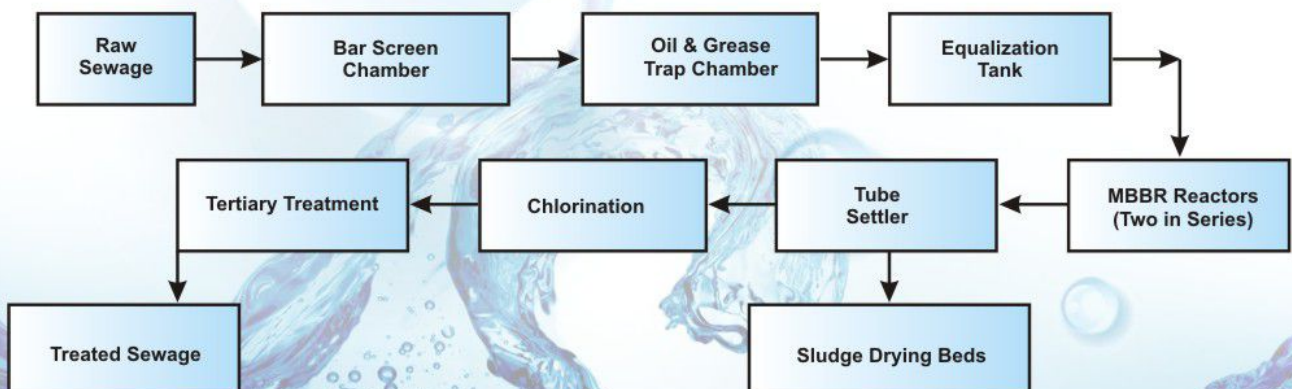 Raw
Sewage
Bar Screen
Chamber
Oil & Grease
Trap Chamber
Equalization
Tank
MBBR Reactors
(Two in Series)
Tube
Settler
Chlorination
Tertiary Treatment
Treated Sewage
Sludge Drying Beds